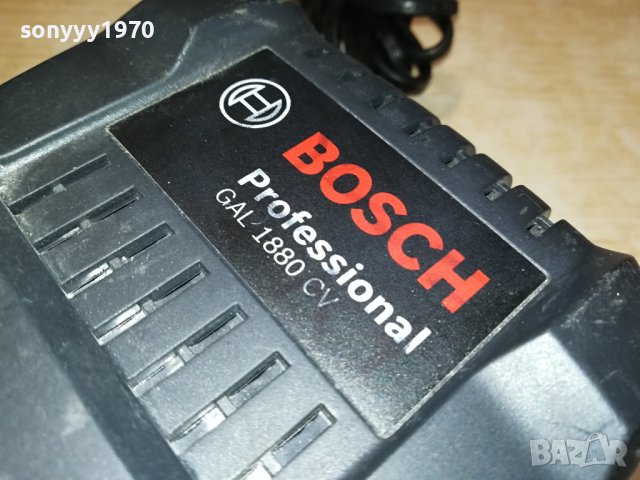 sonyyy1970
BOSCH
Professional
GAL 1880 CV
BAZAR